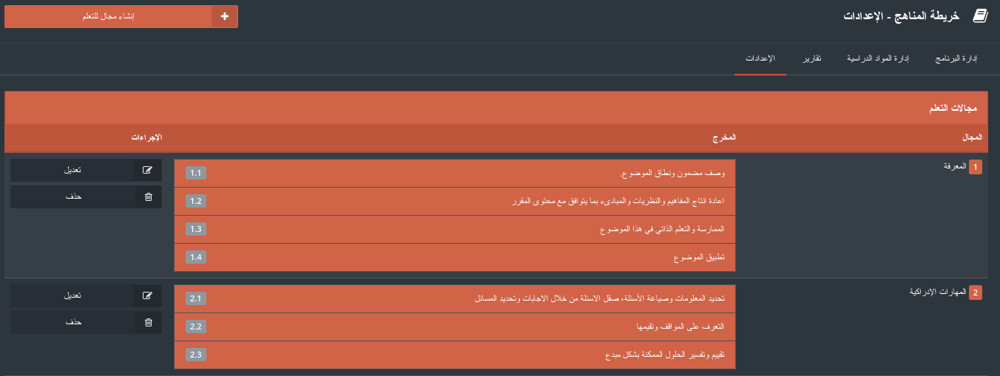 خريطة المناهج - الإعدادات
إنشاء مجال للتعلم
إدارة البرنامج
إدارة المواد الدراسية
تقارير
الإعدادات
مجالات التعلم
المجال
المخرج
الإجراءات
1 المعرفة
وصف مضمون ونطاق الموضوع. 1.1
اعادة انتاج المفاهيم والنظريات والمبادىء بما يتوافق مع محتوى المقرر 1.2
الممارسة والتعلم الذاتي في هذا الموضوع 1.3
تطبيق الموضوع 1.4
تعديل
حذف
2 المهارات الإدراكية
تحديد المعلومات وصياغة الأسئلة، صقل الاسئلة من خلال الاجابات وتحديد المسائل 2.1
التعرف على المواقف وتقيمها 2.2
تقييم وتفسير الحلول الممكنة بشكل مبدع 2.3
تعديل
حذف